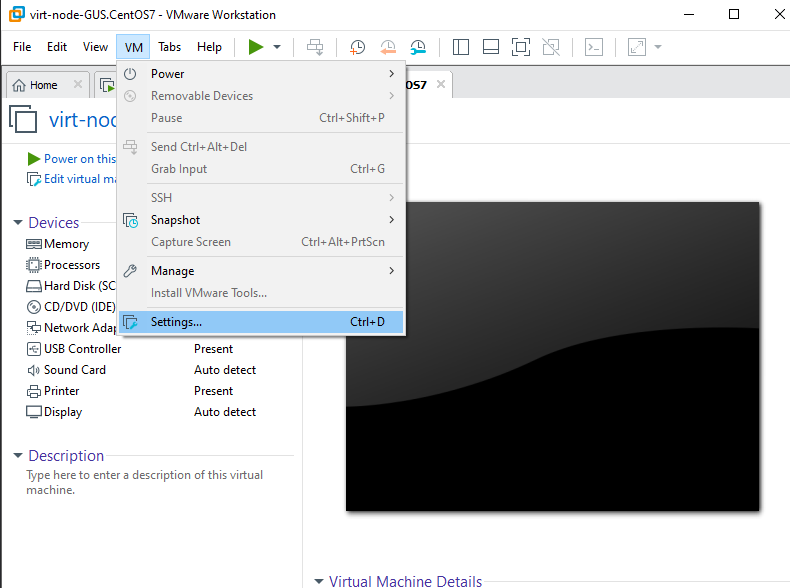 virt-node-GUS.CentOS7 - VMware Workstation
File Edit View VM Tabs Help
Home OS7
virt-nod
Power
Removable Devices
Pause Ctrl+Shift+P
Send Ctrl+Alt+Del
Grab Input Ctrl+G
SSH
Snapshot
Capture Screen Ctrl+Alt+PrtScn
Manage
Install VMware Tools...
Settings... Ctrl+D
Power on this
Edit virtual ma
Devices
Memory
Processors
Hard Disk (SC
CD/DVD (IDE)
Network Adap
USB Controller Present
Sound Card Auto detect
Printer Present
Display Auto detect
Description
Type here to enter a description of this virtual
machine.
Virtual Machine Details